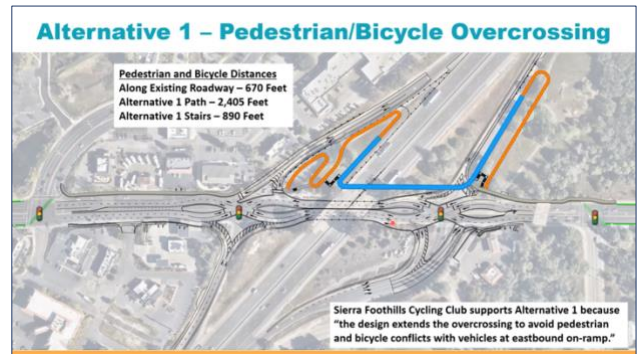 Alternative 1 – Pedestrian/Bicycle Overcrossing
Pedestrian and Bicycle Distances
Along Existing Roadway – 670 Feet
Alternative 1 Path – 2,405 Feet
Alternative 1 Stairs – 890 Feet
Sierra Foothills Cycling Club supports Alternative 1 because
"the design extends the overcrossing to avoid pedestrian
and bicycle conflicts with vehicles at eastbound on-ramp."